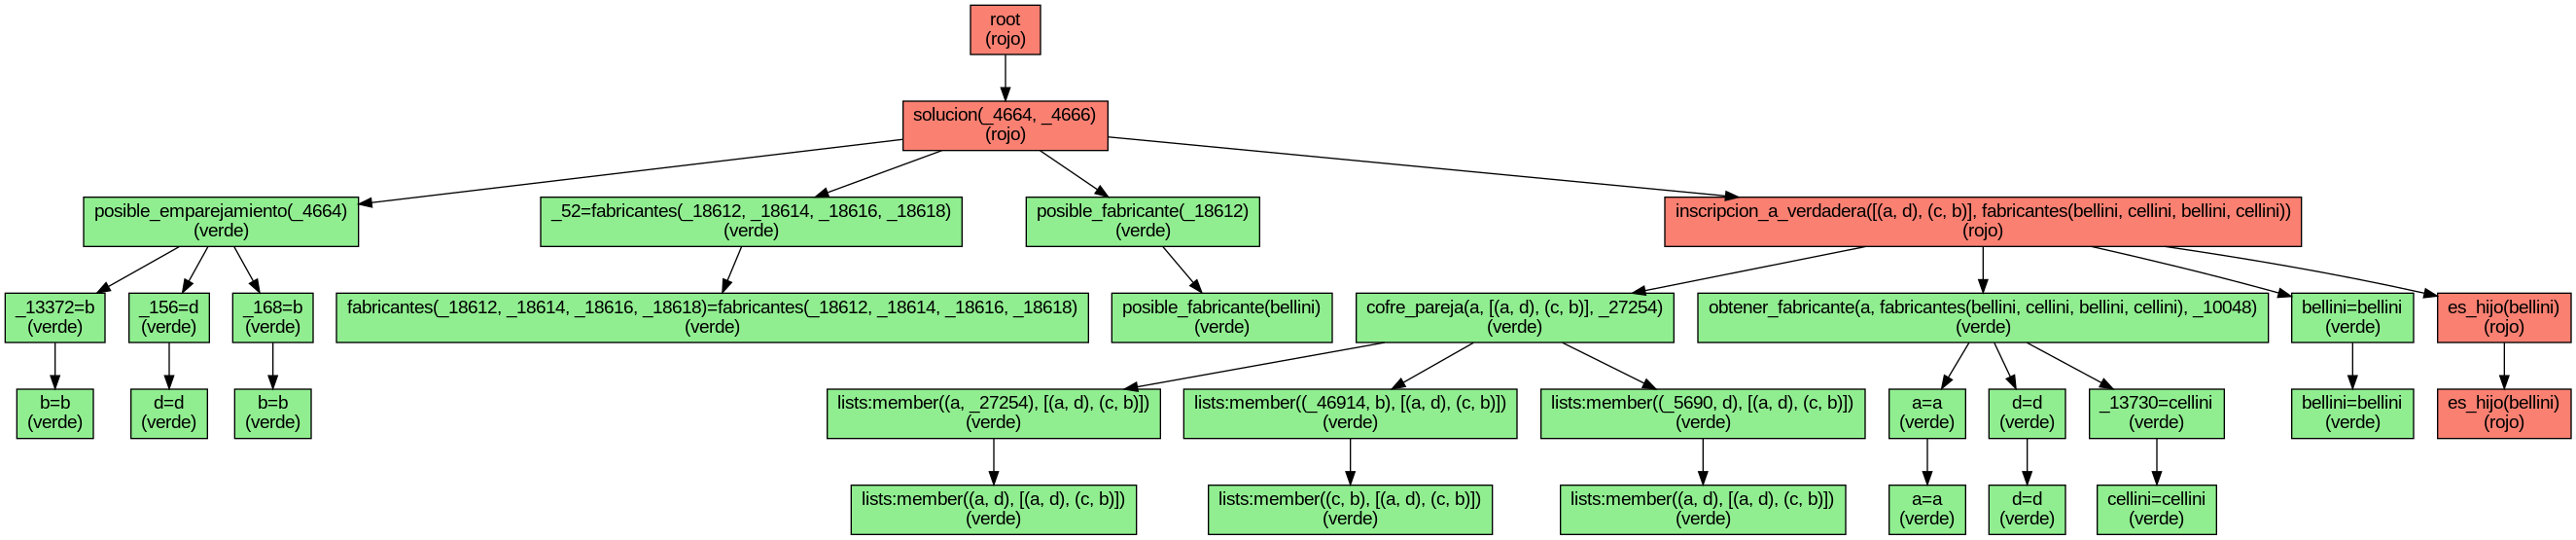 root
(rojo)
solucion(_4664, _4666)
(rojo)
posible_emparejamiento(_4664)
(verde)
_52=fabricantes(_18612, _18614, _18616, _18618)
(verde)
posible_fabricante(_18612)
(verde)
inscripcion_a_verdadera([(a, d), (c, b)], fabricantes(bellini, cellini, bellini, cellini))
(rojo)
_13372=b
(verde)
_156=d
(verde)
_168=b
(verde)
fabricantes(_18612, _18614, _18616, _18618)=fabricantes(_18612, _18614, _18616, _18618)
(verde)
posible_fabricante(bellini)
(verde)
cofre_pareja(a, [(a, d), (c, b)], _27254)
(verde)
obtener_fabricante(a, fabricantes(bellini, cellini, bellini, cellini), _10048)
(verde)
bellini=bellini
(verde)
es_hijo(bellini)
(rojo)
b=b
(verde)
d=d
(verde)
b=b
(verde)
lists:member((a, _27254), [(a, d), (c, b)])
(verde)
lists:member((_46914, b), [(a, d), (c, b)])
(verde)
lists:member((_5690, d), [(a, d), (c, b)])
(verde)
a=a
(verde)
d=d
(verde)
_13730=cellini
(verde)
bellini=bellini
(verde)
es_hijo(bellini)
(rojo)
lists:member((a, d), [(a, d), (c, b)])
(verde)
lists:member((c, b), [(a, d), (c, b)])
(verde)
lists:member((a, d), [(a, d), (c, b)])
(verde)
a=a
(verde)
d=d
(verde)
cellini=cellini
(verde)